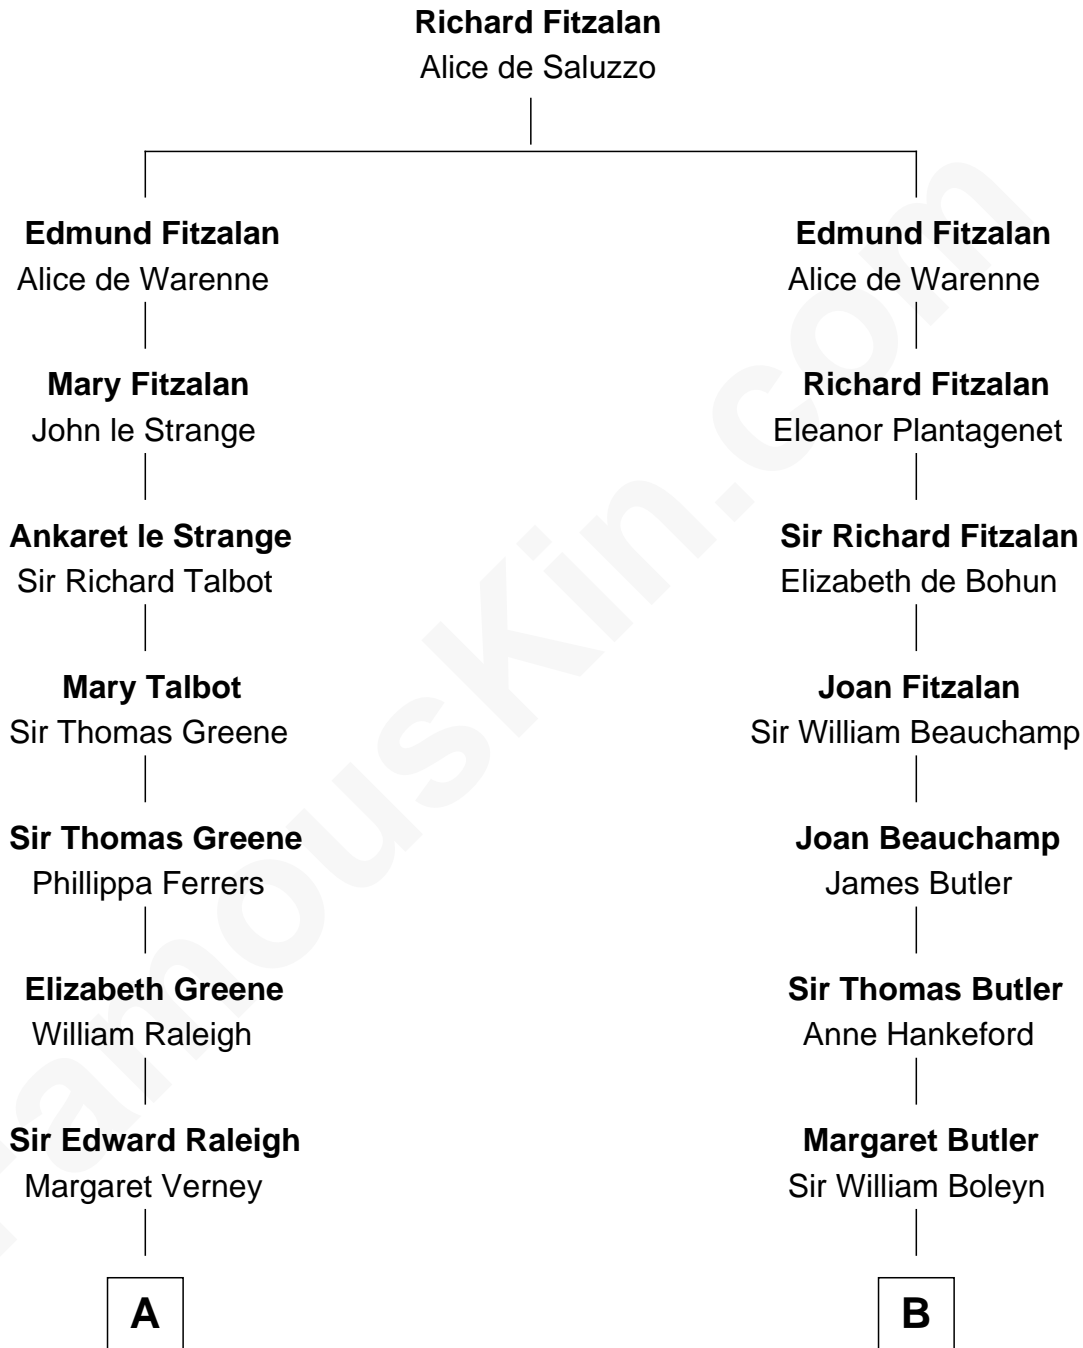 Richard Fitzalan
Alice de Saluzzo
Edmund Fitzalan
Alice de Warenne
Mary Fitzalan
John le Strange
Ankaret le Strange
Sir Richard Talbot
Mary Talbot
Sir Thomas Greene
Sir Thomas Greene
Phillippa Ferrers
Elizabeth Greene
William Raleigh
Sir Edward Raleigh
Margaret Verney
A
Edmund Fitzalan
Alice de Warenne
Richard Fitzalan
Eleanor Plantagenet
Sir Richard Fitzalan
Elizabeth de Bohun
Joan Fitzalan
Sir William Beauchamp
Joan Beauchamp
James Butler
Sir Thomas Butler
Anne Hankeford
Margaret Butler
Sir William Boleyn
B
FamousKin.com